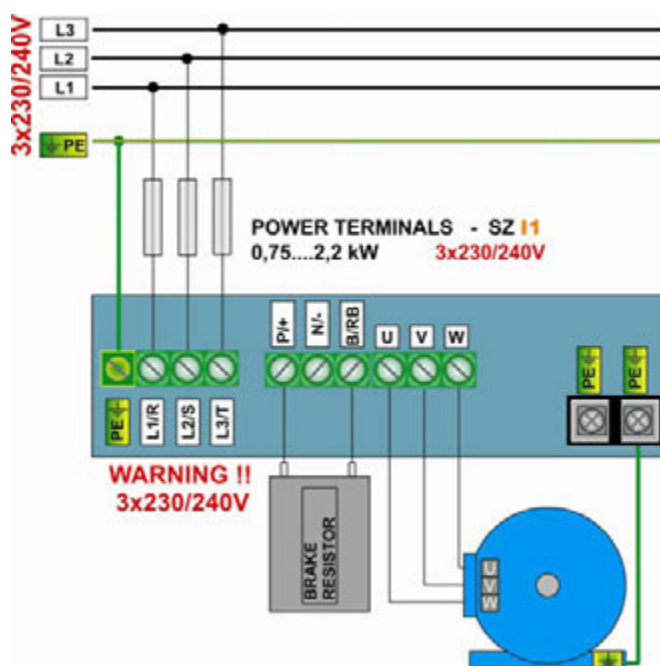 L3
L2
L1
3x230/240V
PE
POWER TERMINALS - SZ I1
0,75....2,2 kW 3x230/240V
P/+ N/- B/RB U V W
PE PE
PE L1/R L2/S L3/T
WARNING !!
3x230/240V
BRAKE
RESISTOR
U
V
W